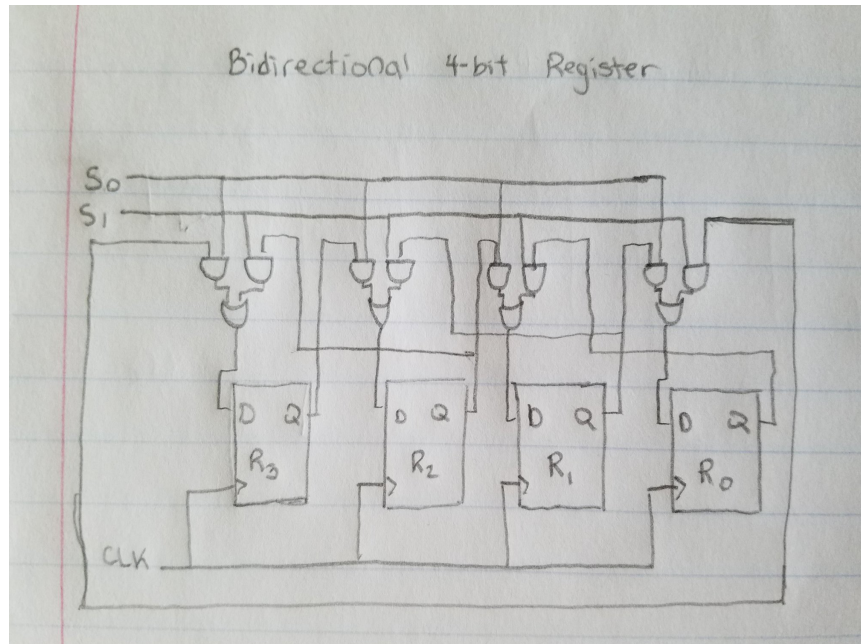 Bidirectional 4-bit Register
S0
S1
D Q D Q D Q D Q
R3 R2 R1 R0
CLK